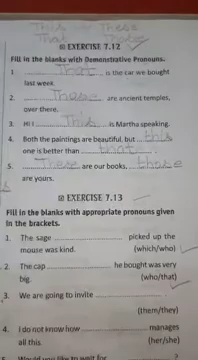 This These
That Those
EXERCISE 7.12
Fill in the blanks with Demonstrative Pronouns.
1. That is the car we bought
last week.
2. Those are ancient temples,
over there.
3. Hi! This is Martha speaking.
4. Both the paintings are beautiful, but this
one is better than that.
5. These are our books, those
are yours.
EXERCISE 7.13
Fill in the blanks with appropriate pronouns given
in the brackets.
1. The sage ........................ picked up the
mouse was kind. (which/who)
2. The cap ........................ he bought was very
big. (who/that)
3. We are going to invite ........................
(them/they)
4. I do not know how ........................ manages
all this. (her/she)
5. Would you like to wait for